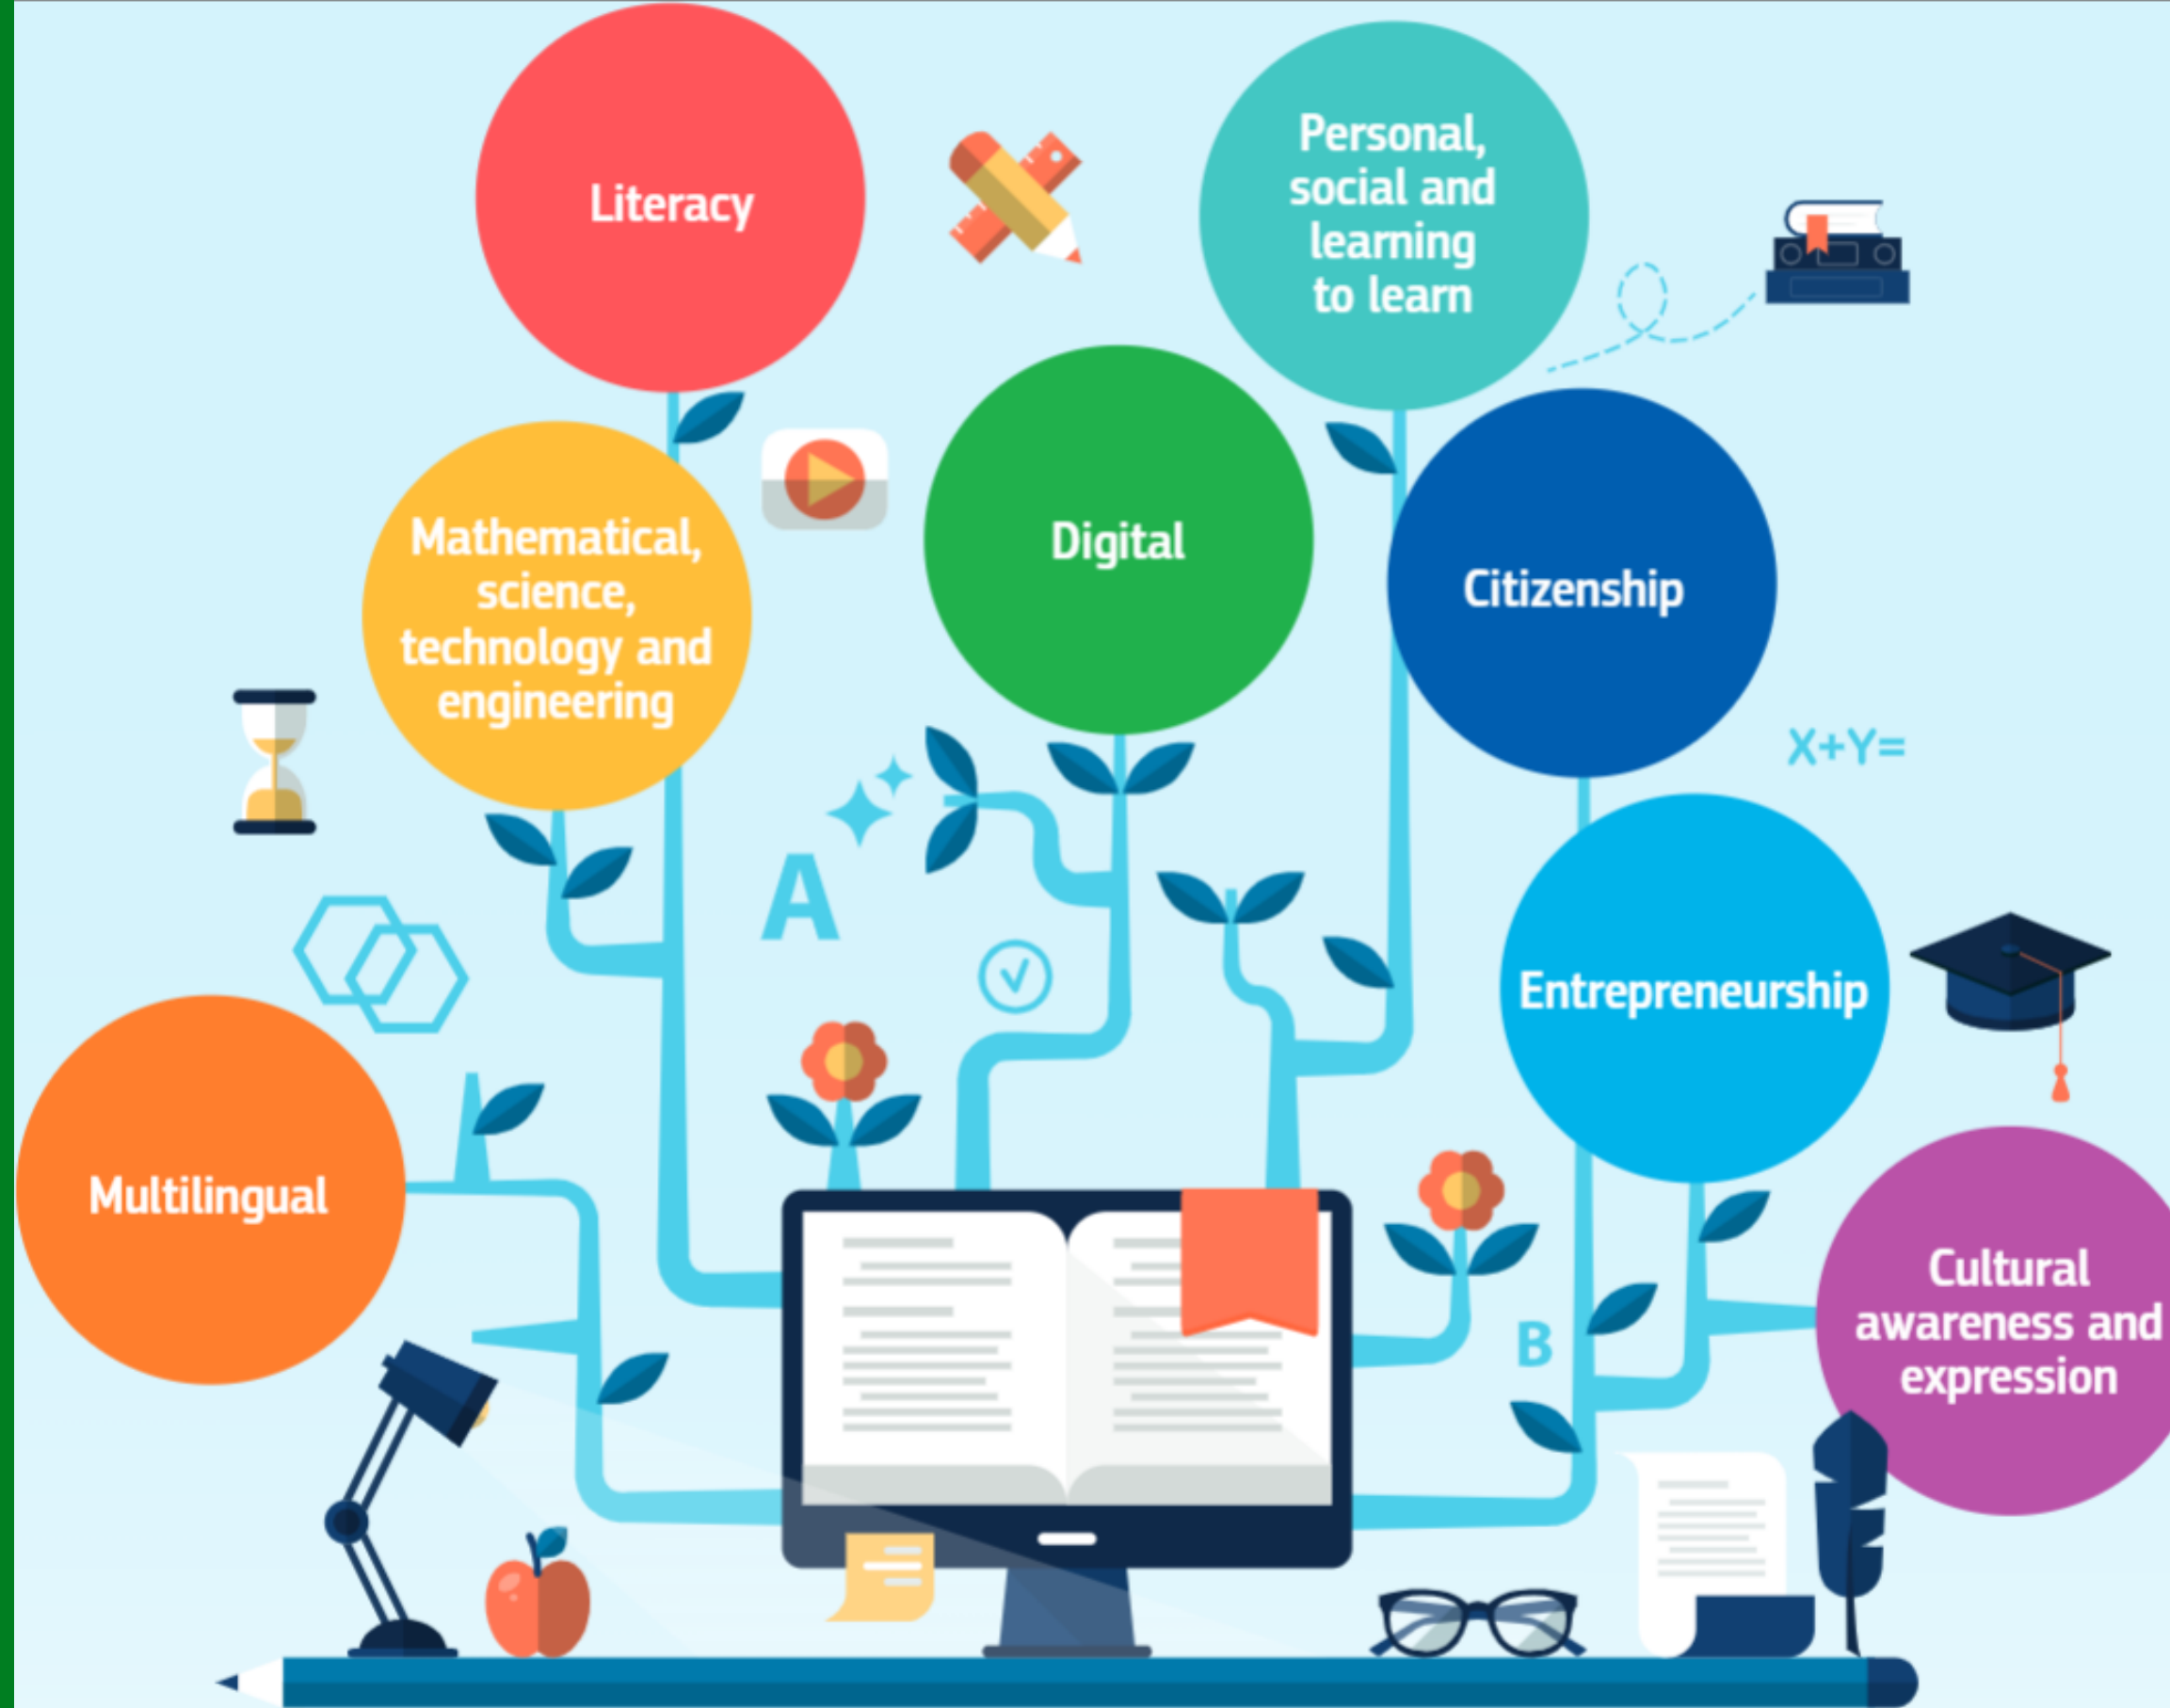 Literacy
Personal,
social and
learning
to learn
Mathematical,
science,
technology and
engineering
Digital
Citizenship
X+Y=
A
Entrepreneurship
Multilingual
Cultural
awareness and
expression
B